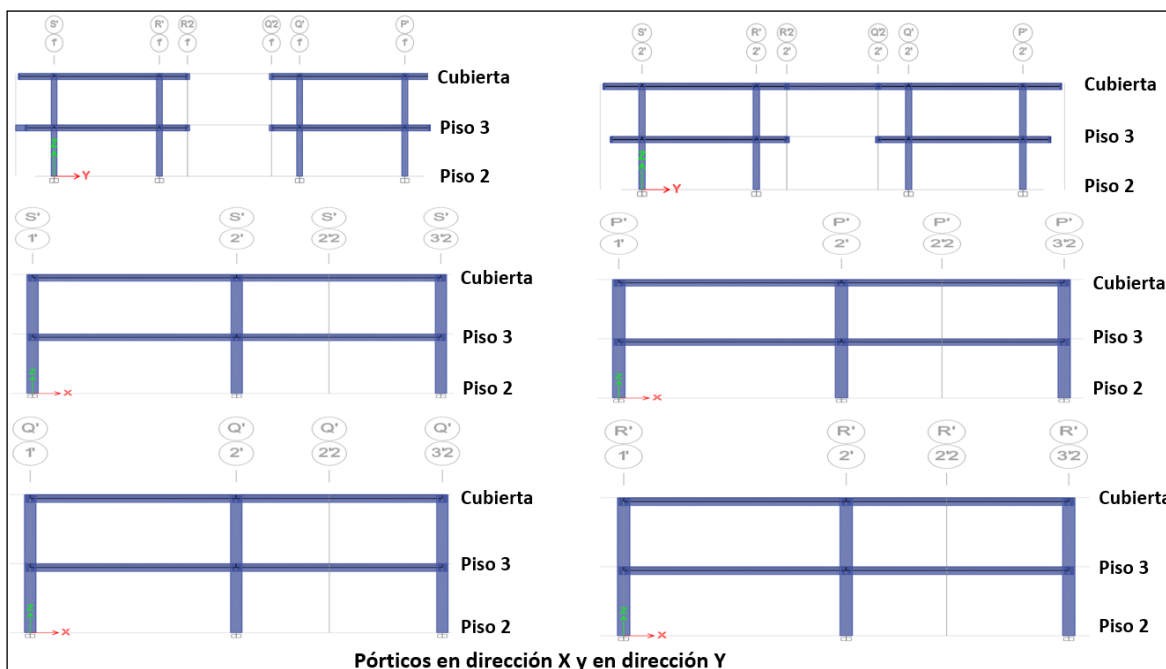 S' R' R'2 Q'2 Q' P'
1' 1' 1' 1' 1' 1'
Cubierta
Piso 3
Piso 2
Y
S' R' R'2 Q'2 Q' P'
2' 2' 2' 2' 2' 2'
Cubierta
Piso 3
Piso 2
Y
S' S' S' S'
1' 2' 2'2 3'2
Cubierta
Piso 3
Piso 2
X
P' P' P' P'
1' 2' 2'2 3'2
Cubierta
Piso 3
Piso 2
X
Q' Q' Q' Q'
1' 2' 2'2 3'2
Cubierta
Piso 3
Piso 2
X
R' R' R' R'
1' 2' 2'2 3'2
Cubierta
Piso 3
Piso 2
X
Pórticos en dirección X y en dirección Y